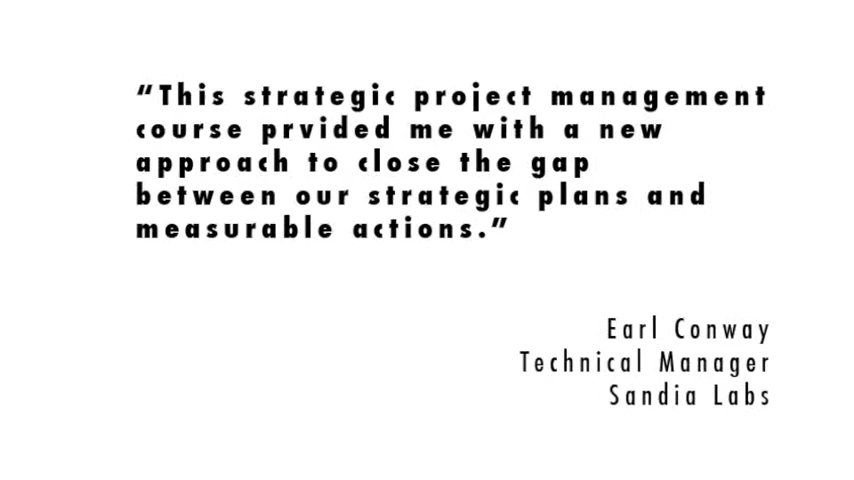 “This strategic project management
course prvided me with a new
approach to close the gap
between our strategic plans and
measurable actions.”
Earl Conway
Technical Manager
Sandia Labs